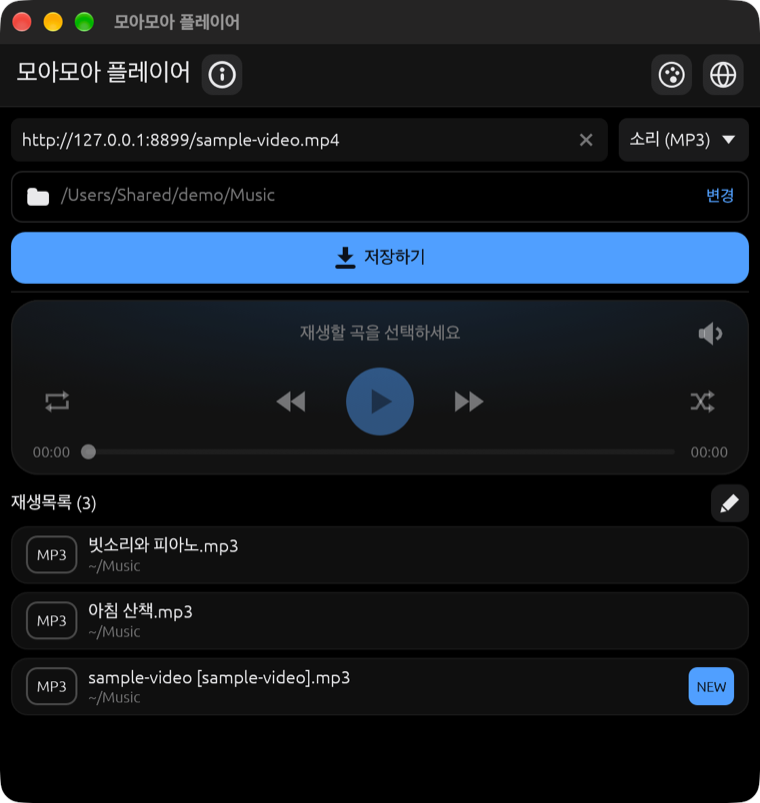 모아모아 플레이어
모아모아 플레이어
http://127.0.0.1:8899/sample-video.mp4
소리 (MP3)
/Users/Shared/demo/Music
변경
저장하기
재생할 곡을 선택하세요
00:00
00:00
재생목록 (3)
MP3
빗소리와 피아노.mp3
~/Music
MP3
아침 산책.mp3
~/Music
MP3
sample-video [sample-video].mp3
~/Music
NEW